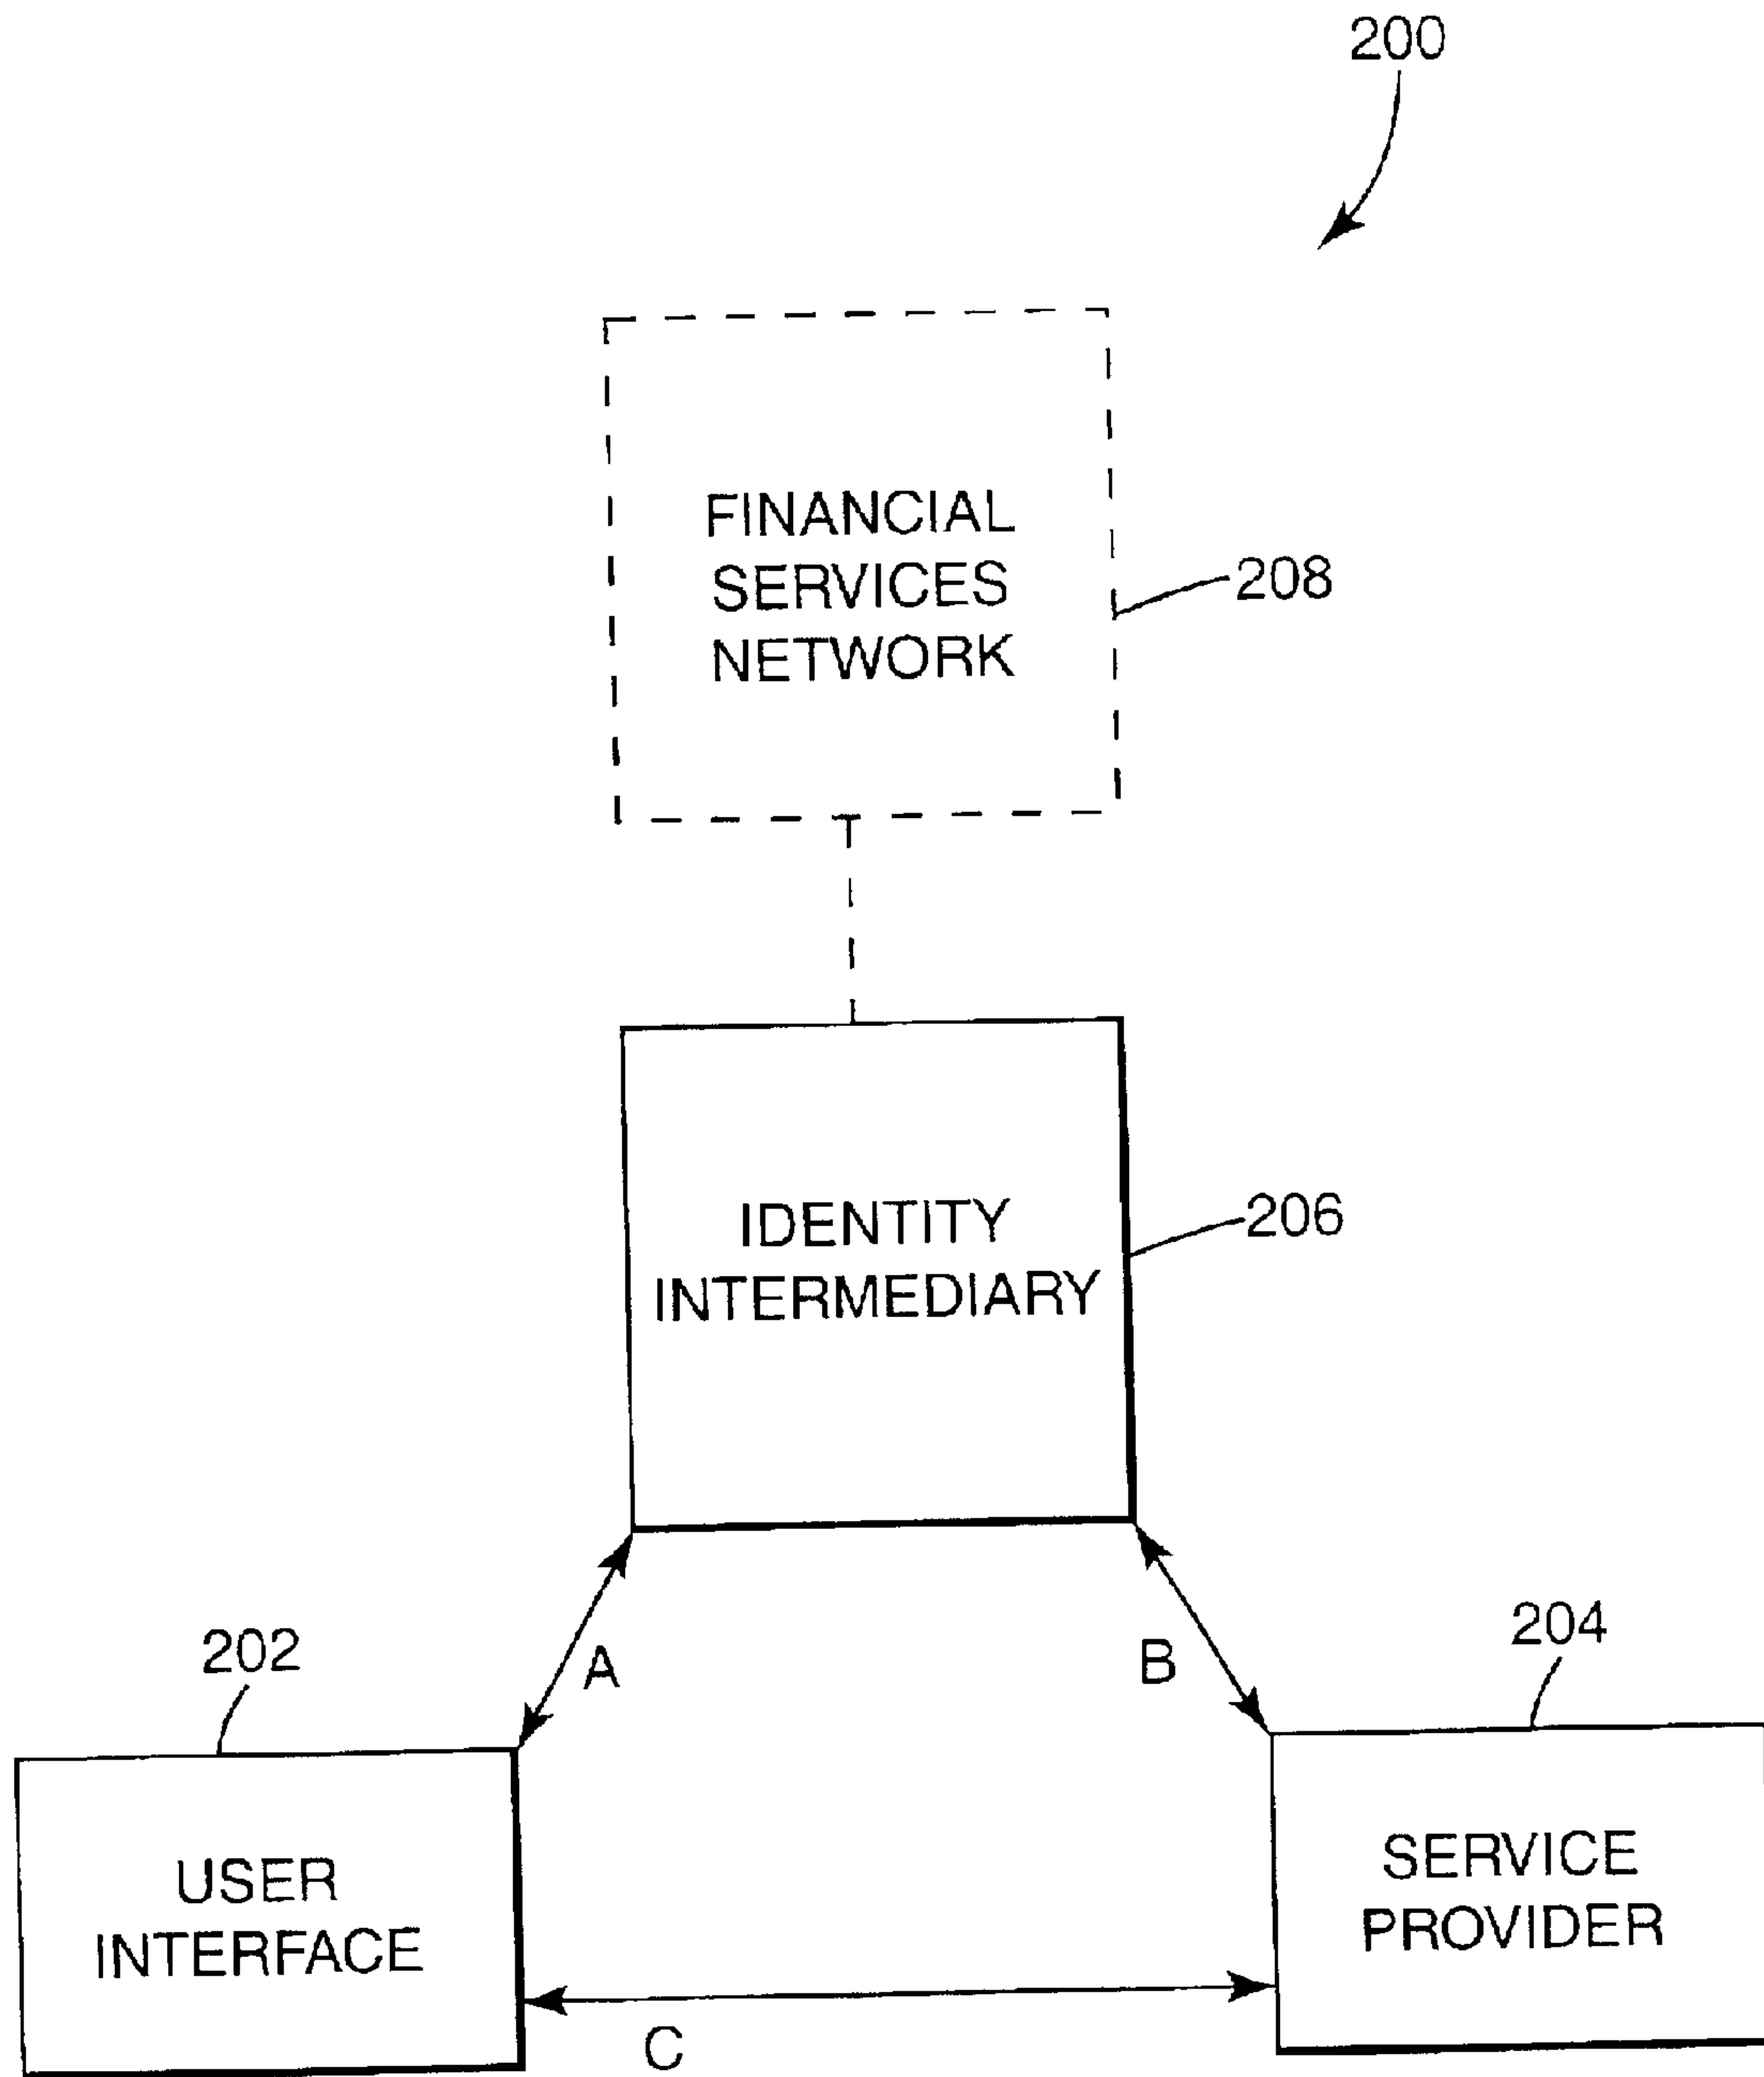 200
FINANCIAL
SERVICES
NETWORK
208
IDENTITY
INTERMEDIARY
206
202
A
B
204
USER
INTERFACE
SERVICE
PROVIDER
C